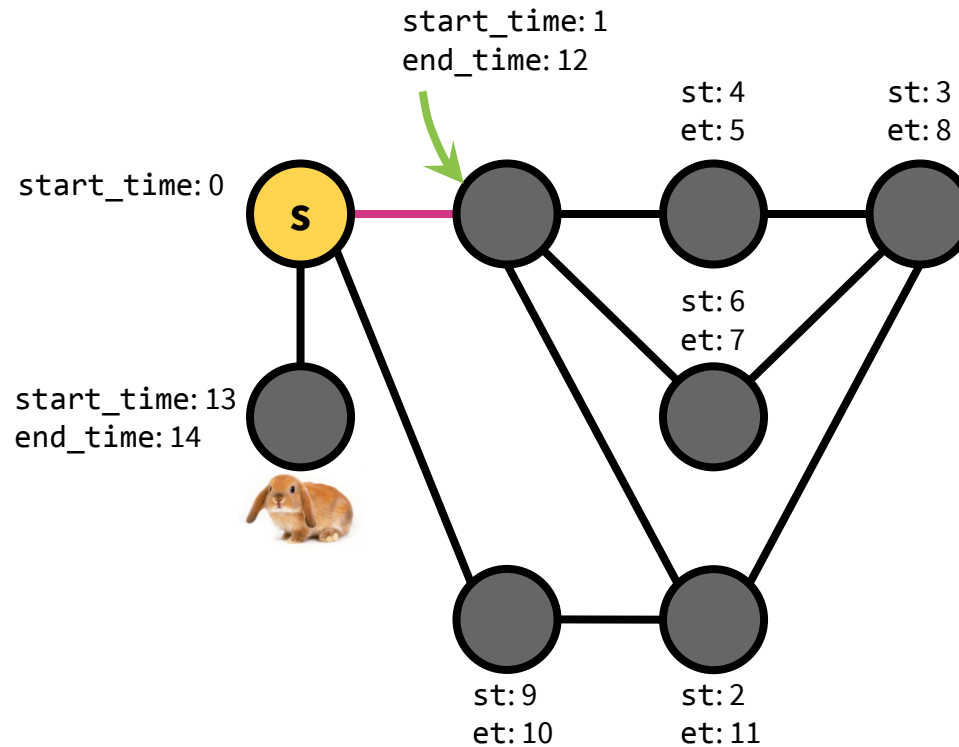 start_time: 1
end_time: 12
st: 4
et: 5
st: 3
et: 8
start_time: 0
s
st: 6
et: 7
start_time: 13
end_time: 14
st: 9
et: 10
st: 2
et: 11